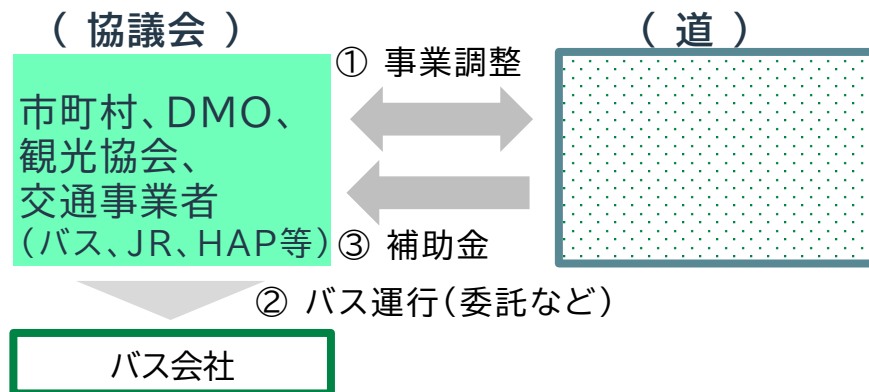 （ 協議会 ）
（ 道 ）
① 事業調整
市町村、DMO、
観光協会、
交通事業者
（バス、JR、HAP等）
③ 補助金
② バス運行（委託など）
バス会社